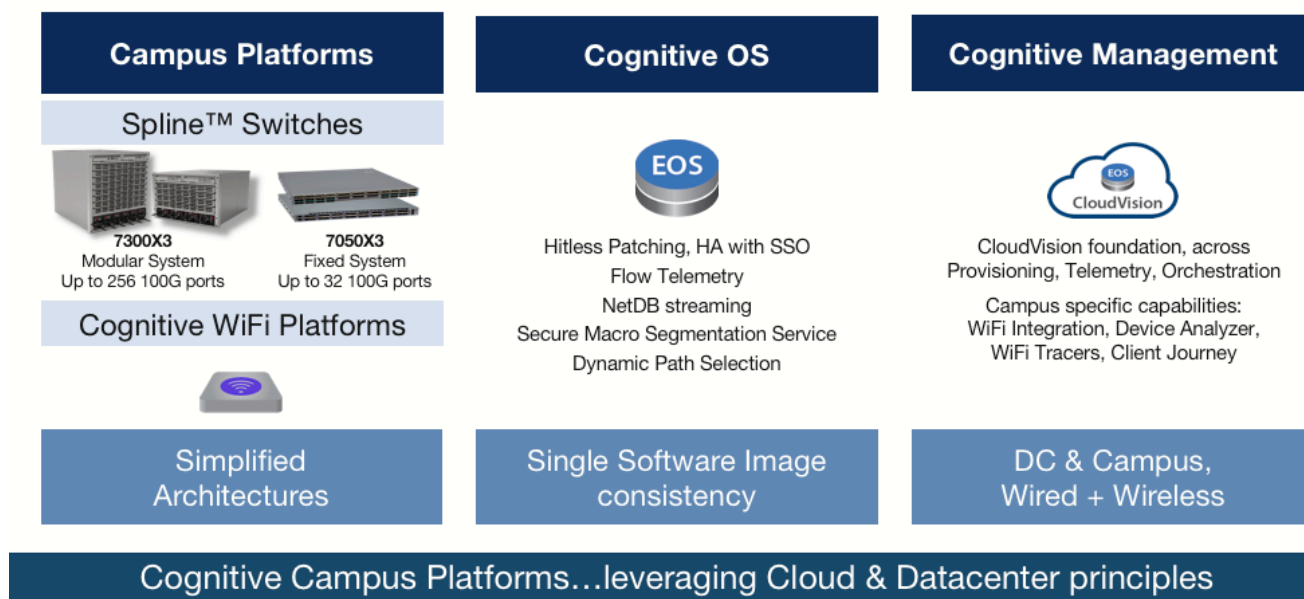 Campus Platforms
Spline™ Switches
7300X3
Modular System
Up to 256 100G ports
7050X3
Fixed System
Up to 32 100G ports
Cognitive WiFi Platforms
Simplified
Architectures
Cognitive OS
EOS
Hitless Patching, HA with SSO
Flow Telemetry
NetDB streaming
Secure Macro Segmentation Service
Dynamic Path Selection
Single Software Image
consistency
Cognitive Management
EOS
CloudVision
CloudVision foundation, across
Provisioning, Telemetry, Orchestration
Campus specific capabilities:
WiFi Integration, Device Analyzer,
WiFi Tracers, Client Journey
DC & Campus,
Wired + Wireless
Cognitive Campus Platforms...leveraging Cloud & Datacenter principles